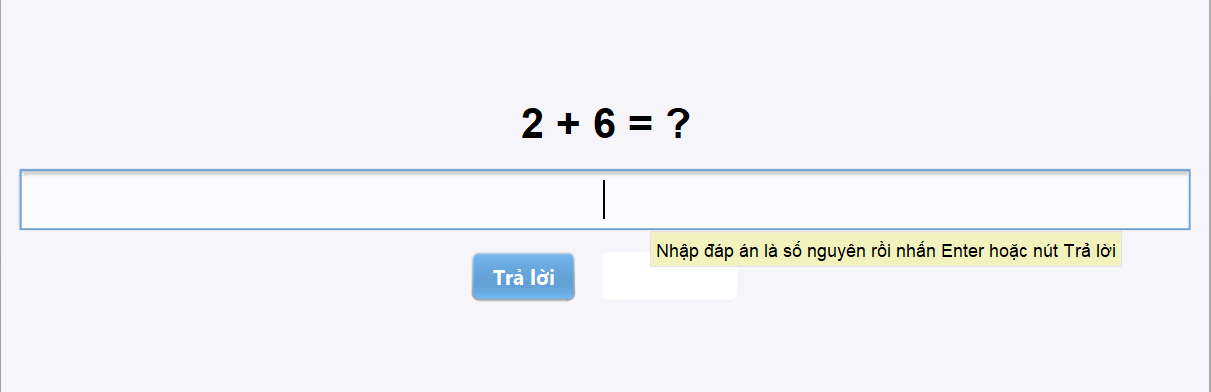 2 + 6 = ?
Nhập đáp án là số nguyên rồi nhấn Enter hoặc nút Trả lời
Trả lời